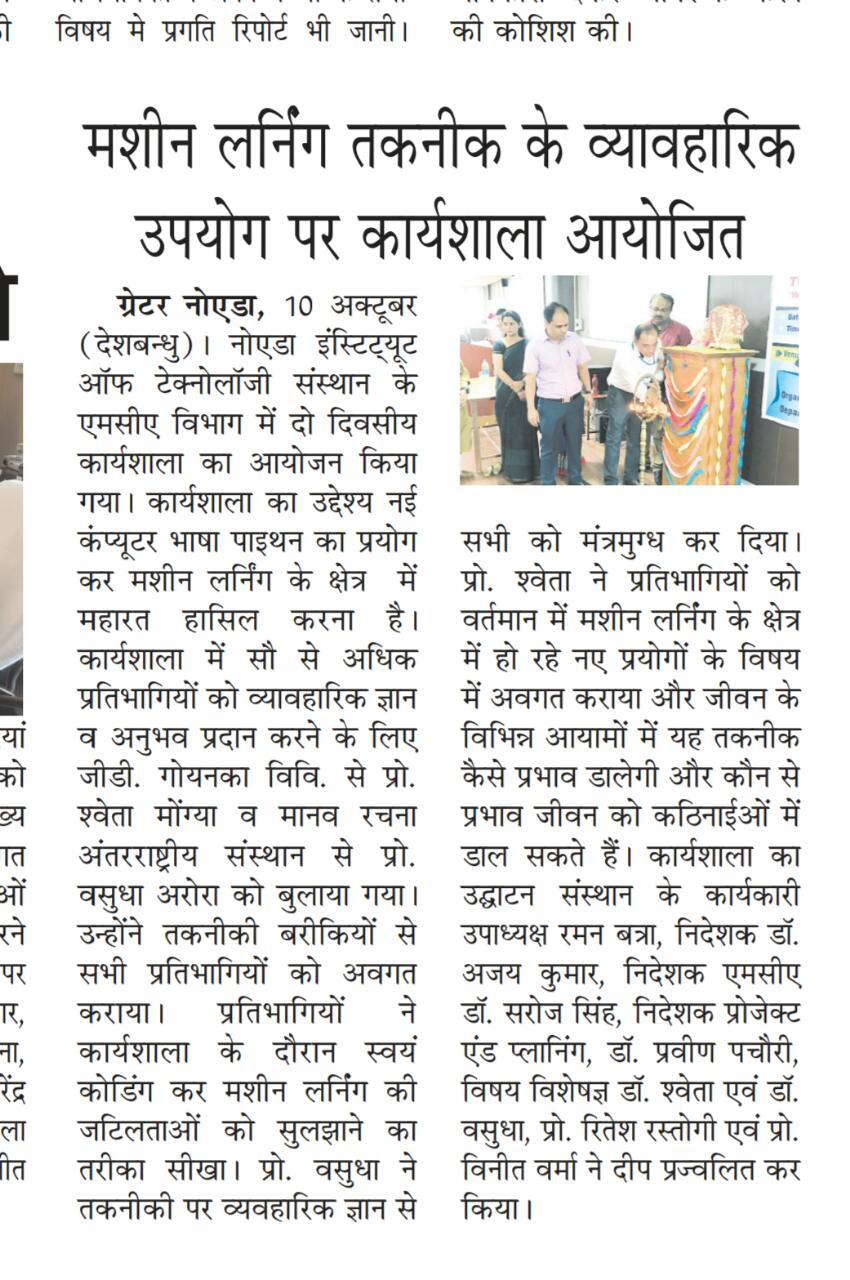 विषय मे प्रगति रिपोर्ट भी जानी।
की कोशिश की।
मशीन लर्निंग तकनीक के व्यावहारिक
उपयोग पर कार्यशाला आयोजित
ग्रेटर नोएडा, 10 अक्टूबर
(देशबन्धु)। नोएडा इंस्टिट्यूट
ऑफ टेक्नोलॉजी संस्थान के
एमसीए विभाग में दो दिवसीय
कार्यशाला का आयोजन किया
गया। कार्यशाला का उद्देश्य नई
कंप्यूटर भाषा पाइथन का प्रयोग
कर मशीन लर्निंग के क्षेत्र में
महारत हासिल करना है।
कार्यशाला में सौ से अधिक
प्रतिभागियों को व्यावहारिक ज्ञान
व अनुभव प्रदान करने के लिए
जीडी. गोयनका विवि. से प्रो.
श्वेता मोंग्या व मानव रचना
अंतरराष्ट्रीय संस्थान से प्रो.
वसुधा अरोरा को बुलाया गया।
उन्होंने तकनीकी बरीकियों से
सभी प्रतिभागियों को अवगत
कराया। प्रतिभागियों ने
कार्यशाला के दौरान स्वयं
कोडिंग कर मशीन लर्निंग की
जटिलताओं को सुलझाने का
तरीका सीखा। प्रो. वसुधा ने
तकनीकी पर व्यवहारिक ज्ञान से
सभी को मंत्रमुग्ध कर दिया।
प्रो. श्वेता ने प्रतिभागियों को
वर्तमान में मशीन लर्निंग के क्षेत्र
में हो रहे नए प्रयोगों के विषय
में अवगत कराया और जीवन के
विभिन्न आयामों में यह तकनीक
कैसे प्रभाव डालेगी और कौन से
प्रभाव जीवन को कठिनाईओं में
डाल सकते हैं। कार्यशाला का
उद्घाटन संस्थान के कार्यकारी
उपाध्यक्ष रमन बत्रा, निदेशक डॉ.
अजय कुमार, निदेशक एमसीए
डॉ. सरोज सिंह, निदेशक प्रोजेक्ट
एंड प्लानिंग, डॉ. प्रवीण पचौरी,
विषय विशेषज्ञ डॉ. श्वेता एवं डॉ.
वसुधा, प्रो. रितेश रस्तोगी एवं प्रो.
विनीत वर्मा ने दीप प्रज्वलित कर
किया।